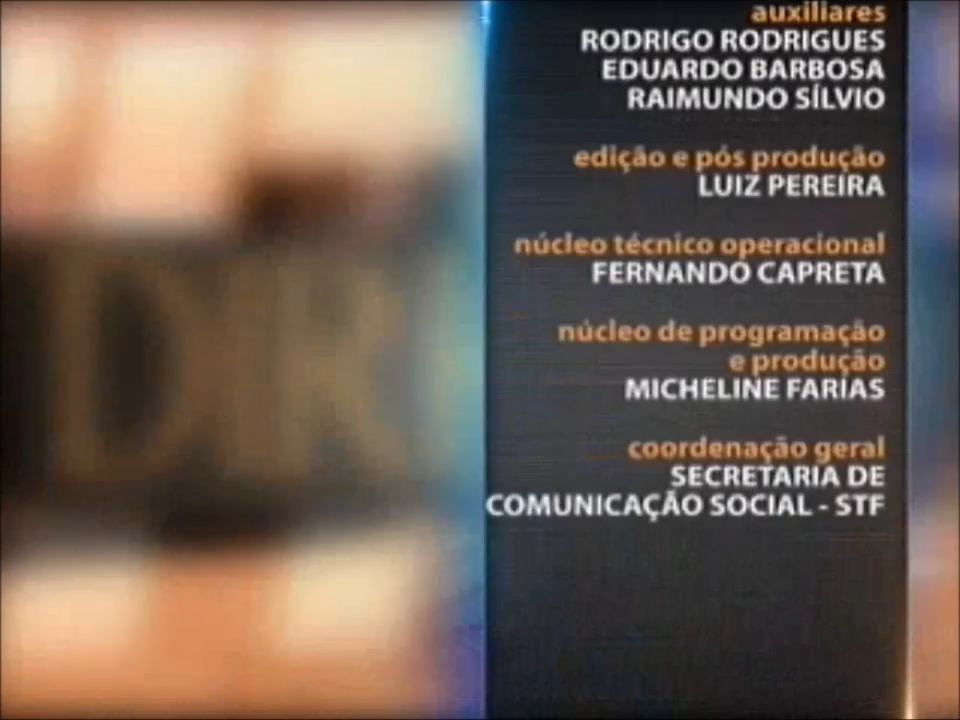 auxiliares
RODRIGO RODRIGUES
EDUARDO BARBOSA
RAIMUNDO SÍLVIO
edição e pós produção
LUIZ PEREIRA
núcleo técnico operacional
FERNANDO CAPRETA
núcleo de programação
e produção
MICHELINE FARIAS
coordenação geral
SECRETARIA DE
COMUNICAÇÃO SOCIAL - STF